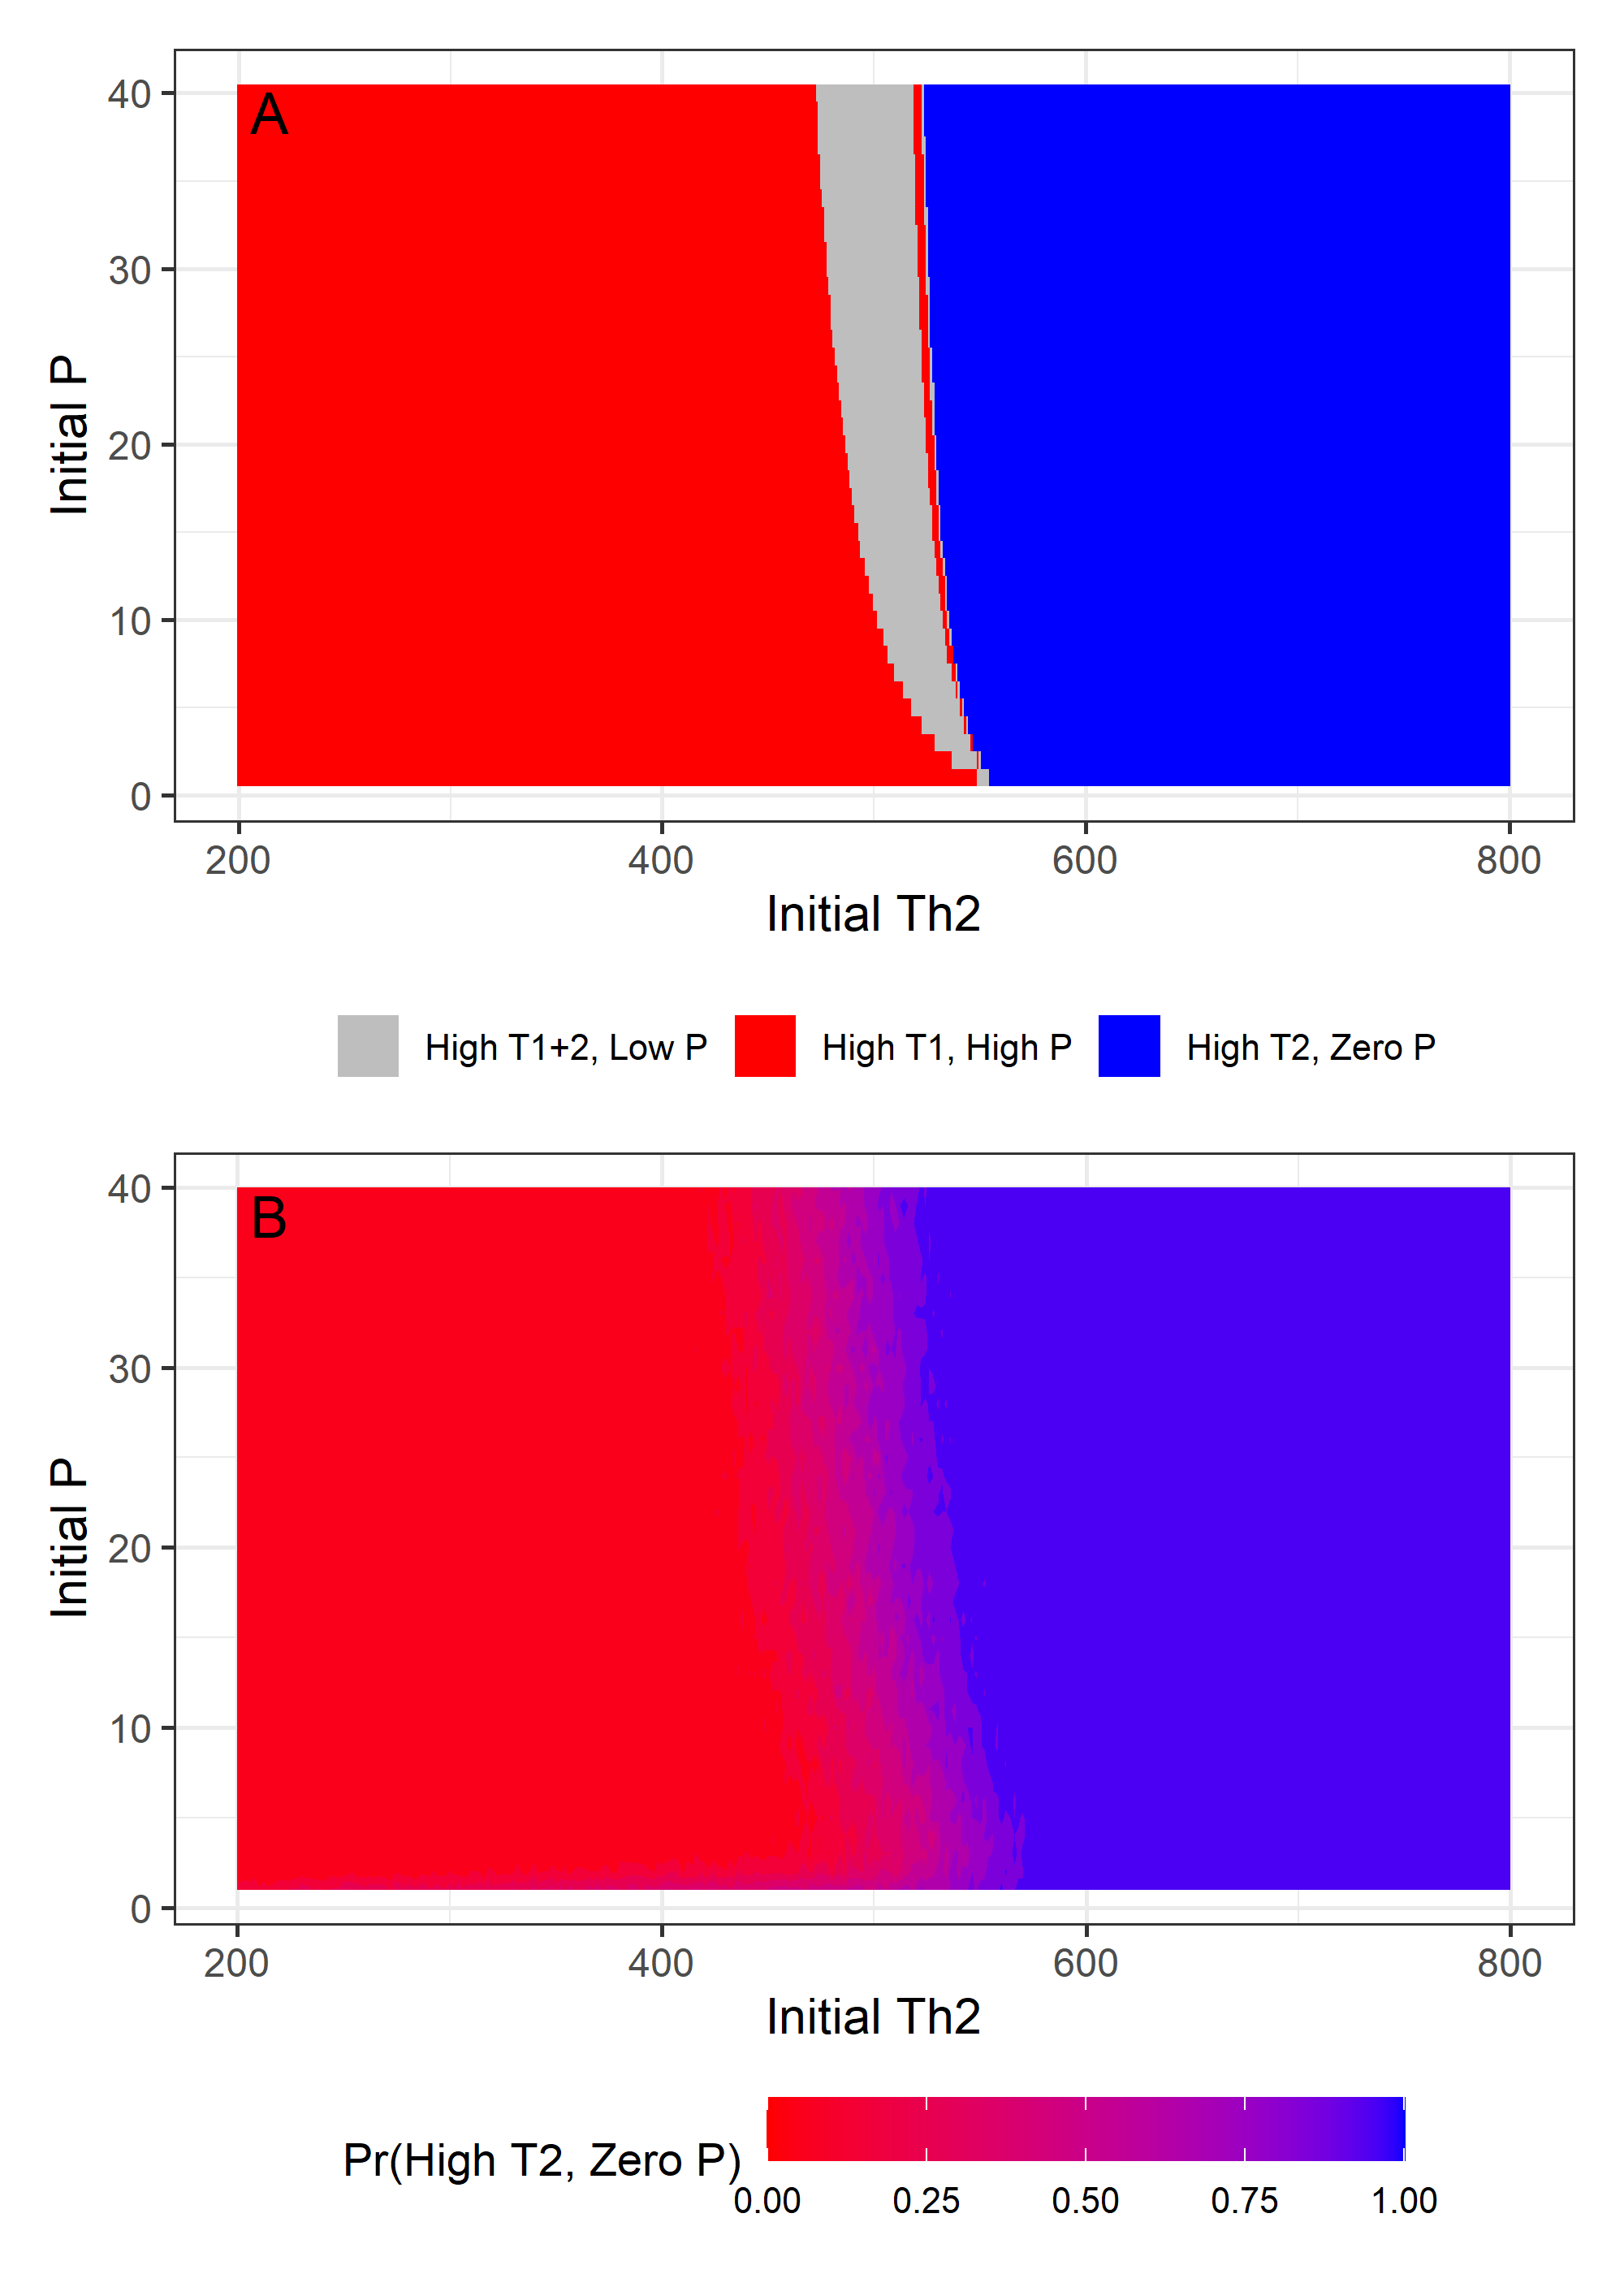 A
40
30
20
10
0
Initial P
200 400 600 800
Initial Th2
High T1+2, Low P High T1, High P High T2, Zero P
B
40
30
20
10
0
Initial P
200 400 600 800
Initial Th2
Pr(High T2, Zero P)
0.00 0.25 0.50 0.75 1.00